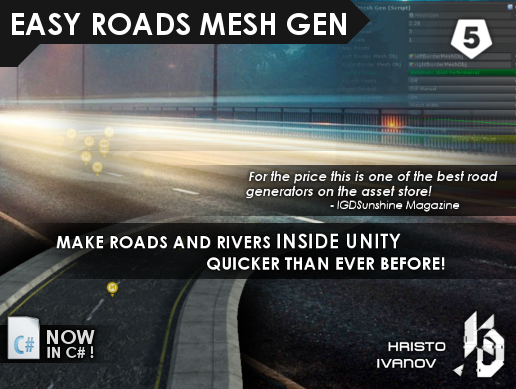 EASY ROADS MESH GEN
5
For the price this is one of the best road
generators on the asset store!
- IGDSunshine Magazine
MAKE ROADS AND RIVERS INSIDE UNITY
QUICKER THAN EVER BEFORE!
C#
NOW
IN C# !
HRISTO
IVANOV